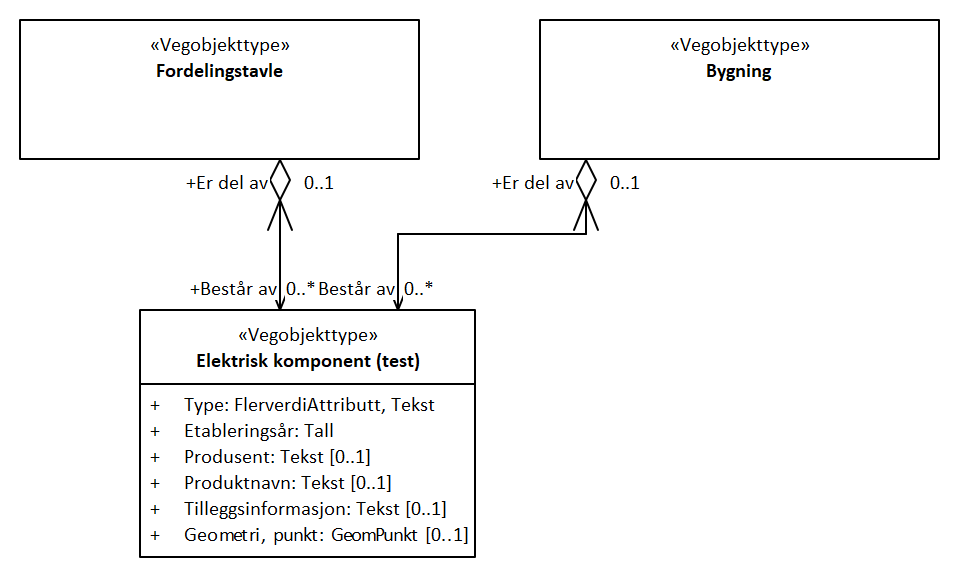 «Vegobjekttype»
Fordelingstavle
«Vegobjekttype»
Bygning
+Er del av 0..1
+Er del av 0..1
+Består av 0..* Består av 0..*
«Vegobjekttype»
Elektrisk komponent (test)
+ Type: FlerverdiAttributt, Tekst
+ Etableringsår: Tall
+ Produsent: Tekst [0..1]
+ Produktnavn: Tekst [0..1]
+ Tilleggsinformasjon: Tekst [0..1]
+ Geometri, punkt: GeomPunkt [0..1]